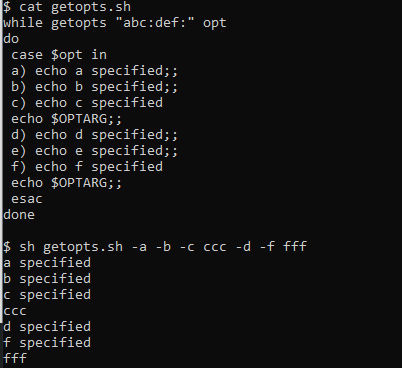 $ cat getopts.sh
while getopts "abc:def:" opt
do
 case $opt in
 a) echo a specified;;
 b) echo b specified;;
 c) echo c specified
 echo $OPTARG;;
 d) echo d specified;;
 e) echo e specified;;
 f) echo f specified
 echo $OPTARG;;
 esac
done

$ sh getopts.sh -a -b -c ccc -d -f fff
a specified
b specified
c specified
ccc
d specified
f specified
fff